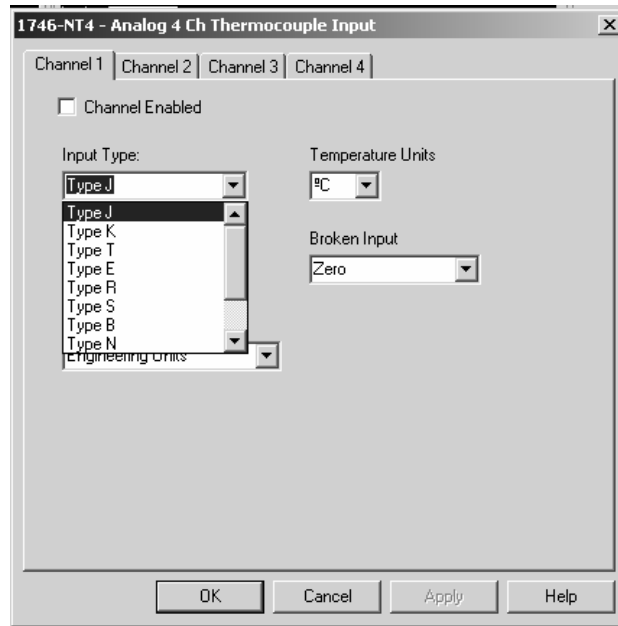 1746-NT4 - Analog 4 Ch Thermocouple Input
Channel 1 Channel 2 Channel 3 Channel 4
Channel Enabled
Input Type: Temperature Units
Type J ºC
Type J
Type K
Type T Broken Input
Type E Zero
Type R
Type S
Type B
Type N
Engineering Units
OK Cancel Apply Help